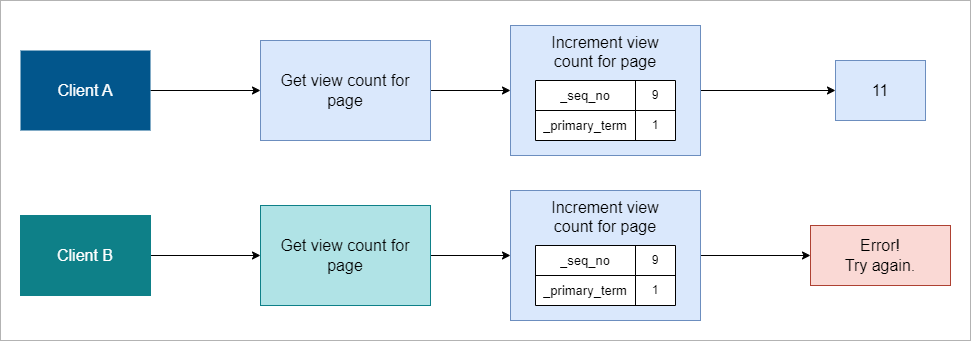 Client A
Get view count for
page
Increment view
count for page
_seq_no 9
_primary_term 1
11
Client B
Get view count for
page
Increment view
count for page
_seq_no 9
_primary_term 1
Error!
Try again.